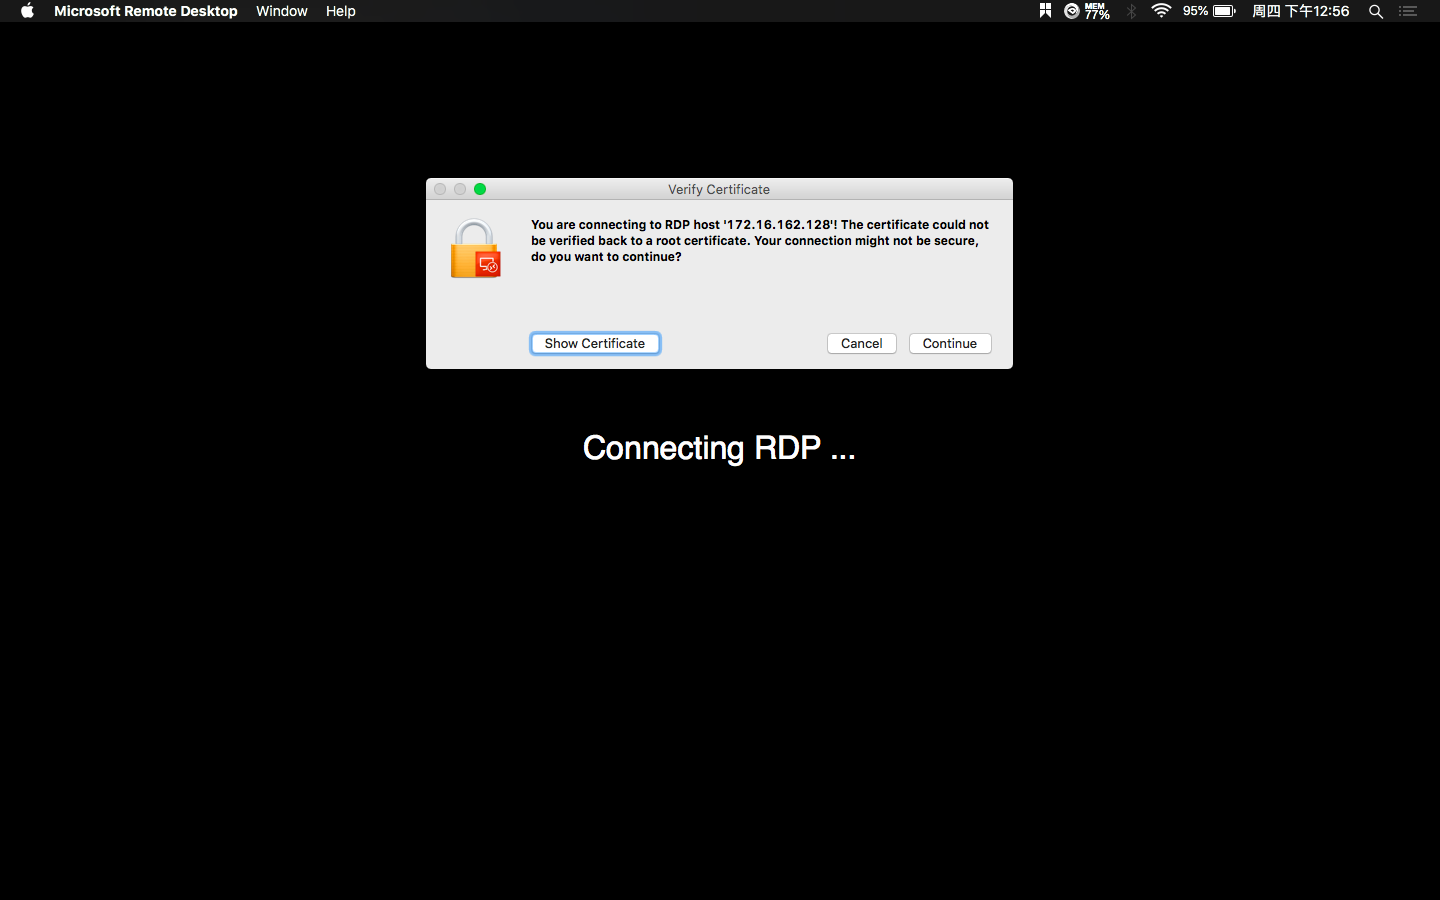 Microsoft Remote Desktop Window Help MEM 77% 95% 周四 下午12:56
Verify Certificate
You are connecting to RDP host '172.16.162.128'! The certificate could not
be verified back to a root certificate. Your connection might not be secure,
do you want to continue?
Show Certificate Cancel Continue
Connecting RDP ...